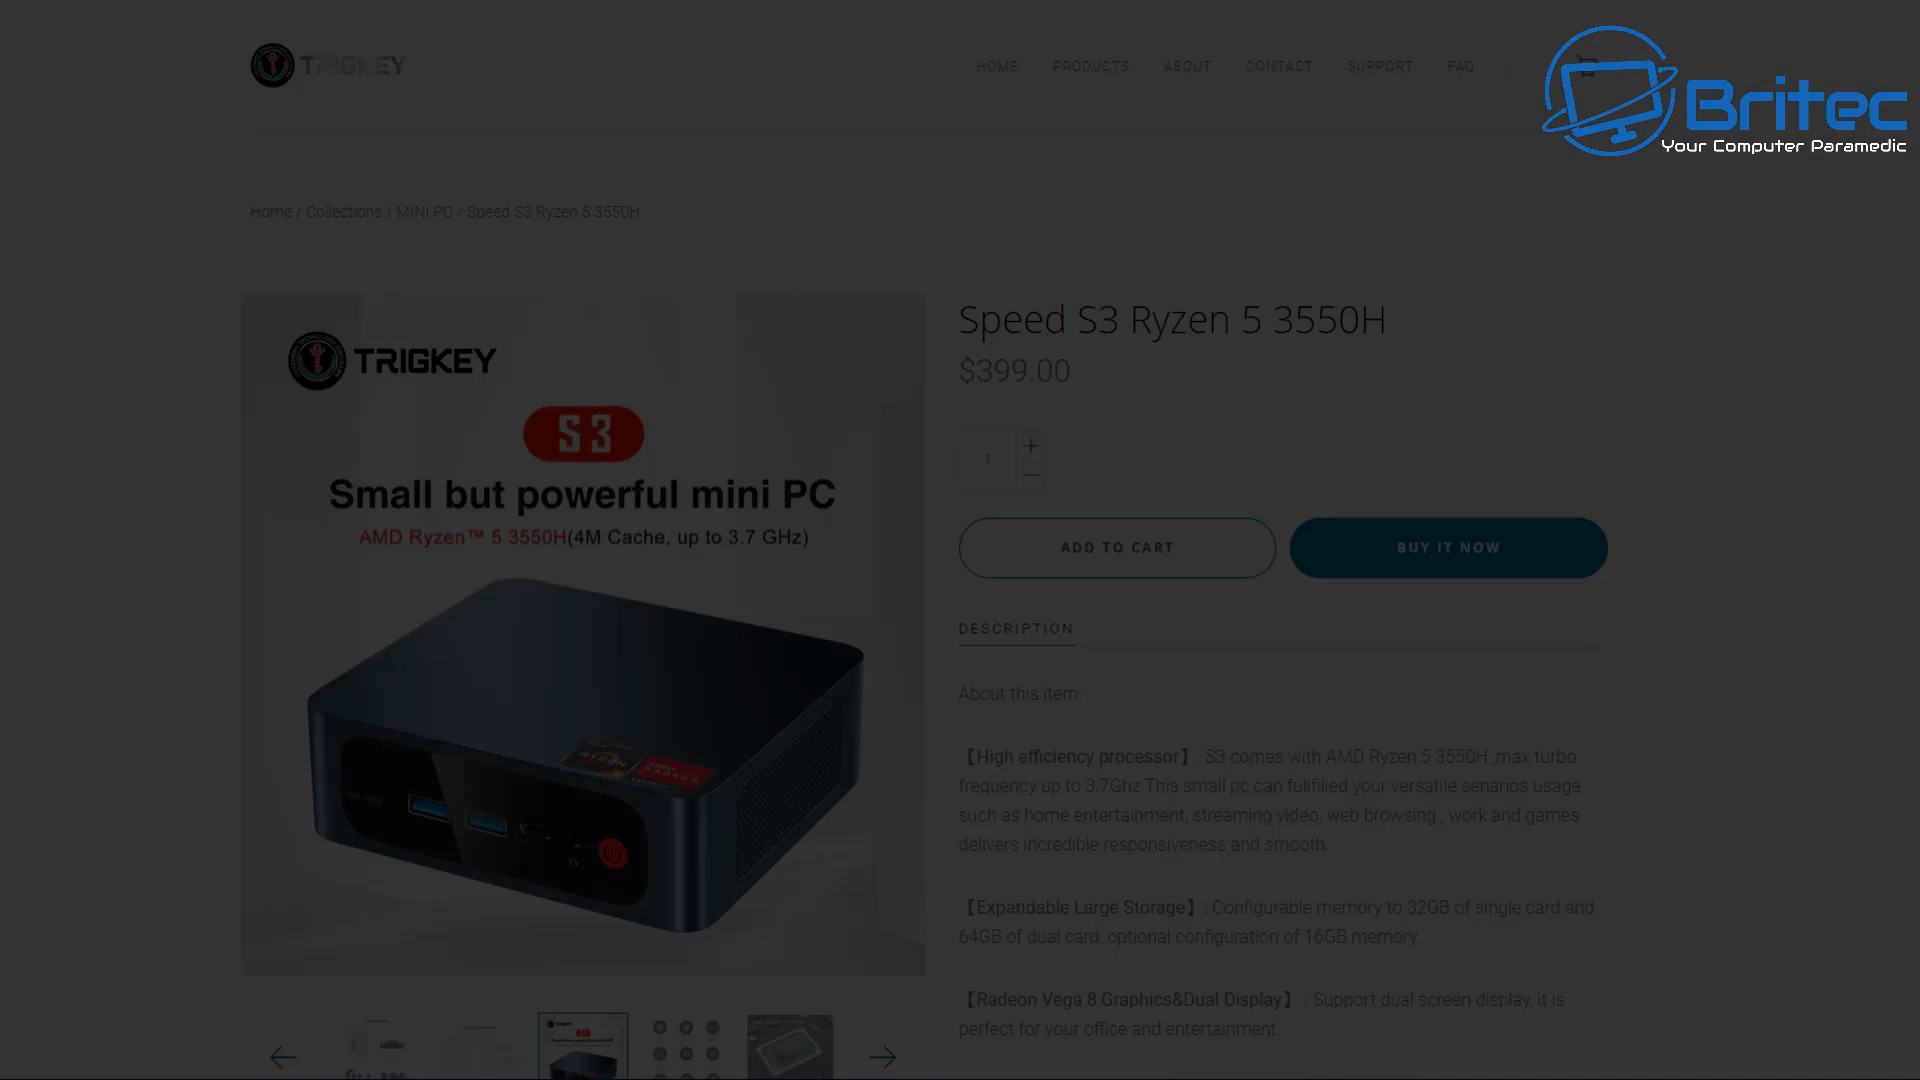 TRIGKEY
HOME PRODUCTS ABOUT CONTACT SUPPORT FAQ
Britec
Your Computer Paramedic
Home / Collections / MINI PC / Speed S3 Ryzen 5 3550H
TRIGKEY
S3
Small but powerful mini PC
AMD Ryzen™ 5 3550H(4M Cache, up to 3.7 GHz)
RYZEN
RADEON
Speed S3 Ryzen 5 3550H
$399.00
1
+
−
ADD TO CART
BUY IT NOW
DESCRIPTION
About this item:
【High efficiency processor】: S3 comes with AMD Ryzen 5 3550H ,max turbo
frequency up to 3.7Ghz.This small pc can fullfilled your versatile senarios usage
such as home entertainment, streaming video, web browsing , work and games
delivers incredible responsiveness and smooth.
【Expandable Large Storage】: Configurable memory to 32GB of single card and
64GB of dual card, optional configuration of 16GB memory.
【Radeon Vega 8 Graphics&Dual Display】 : Support dual screen display, it is
perfect for your office and entertainment.